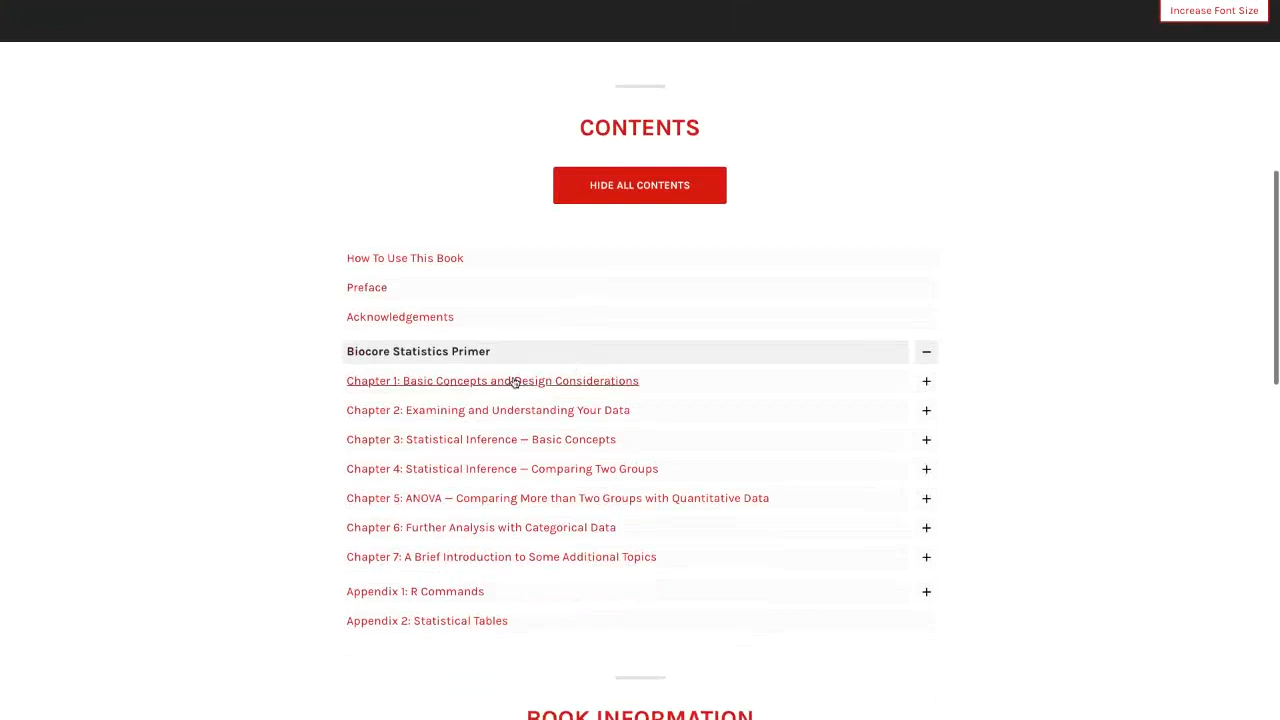 Increase Font Size
CONTENTS
HIDE ALL CONTENTS
How To Use This Book
Preface
Acknowledgements
Biocore Statistics Primer
Chapter 1: Basic Concepts and Design Considerations
Chapter 2: Examining and Understanding Your Data
Chapter 3: Statistical Inference — Basic Concepts
Chapter 4: Statistical Inference — Comparing Two Groups
Chapter 5: ANOVA — Comparing More than Two Groups with Quantitative Data
Chapter 6: Further Analysis with Categorical Data
Chapter 7: A Brief Introduction to Some Additional Topics
Appendix 1: R Commands
Appendix 2: Statistical Tables
BOOK INFORMATION